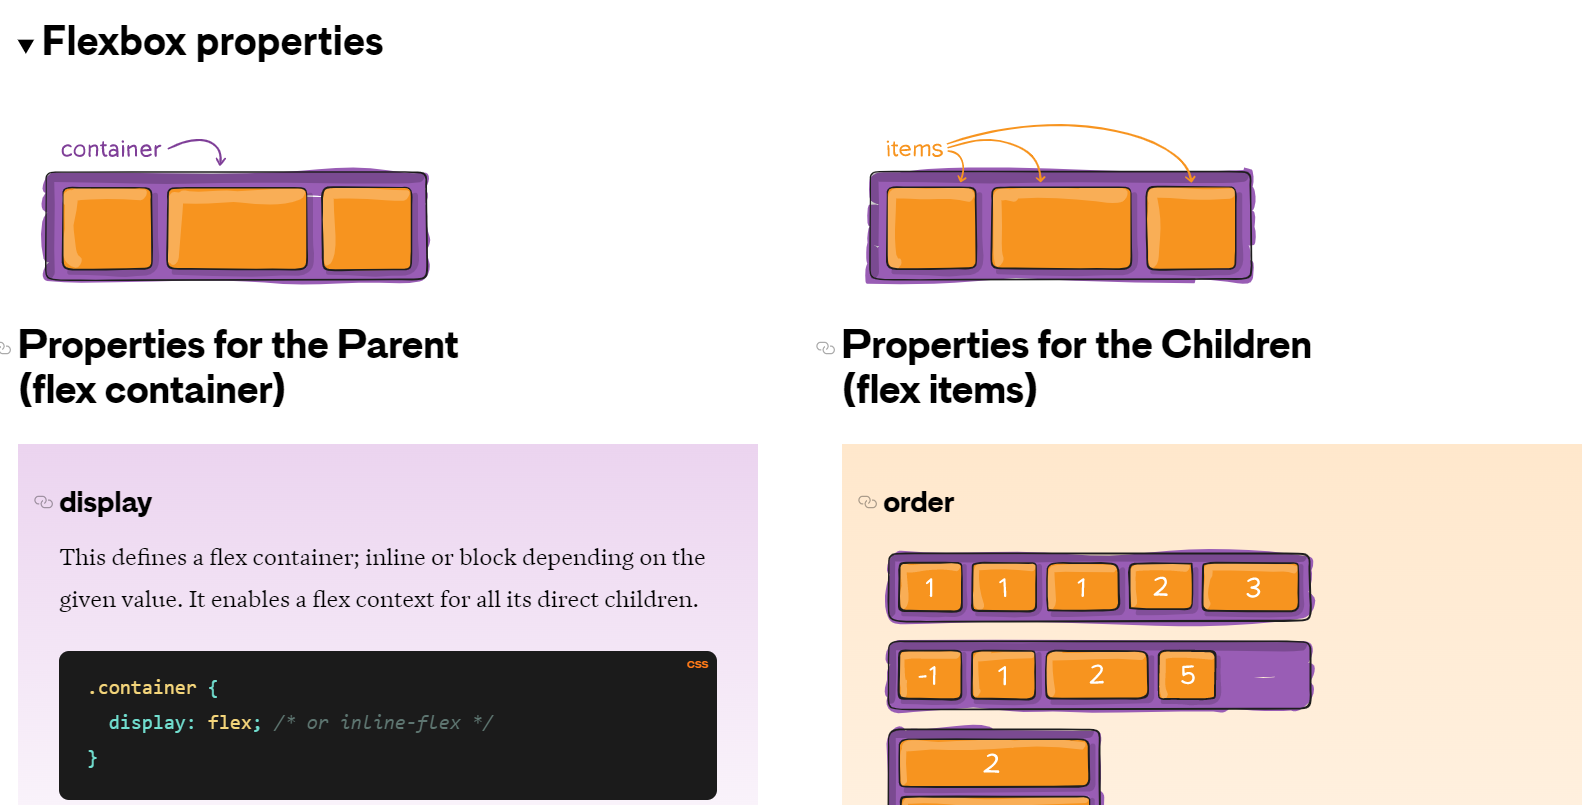 Flexbox properties
container
Properties for the Parent
(flex container)
display
This defines a flex container; inline or block depending on the
given value. It enables a flex context for all its direct children.
CSS
.container {
  display: flex; /* or inline-flex */
}
items
Properties for the Children
(flex items)
order
1 1 1 2 3
-1 1 2 5
2